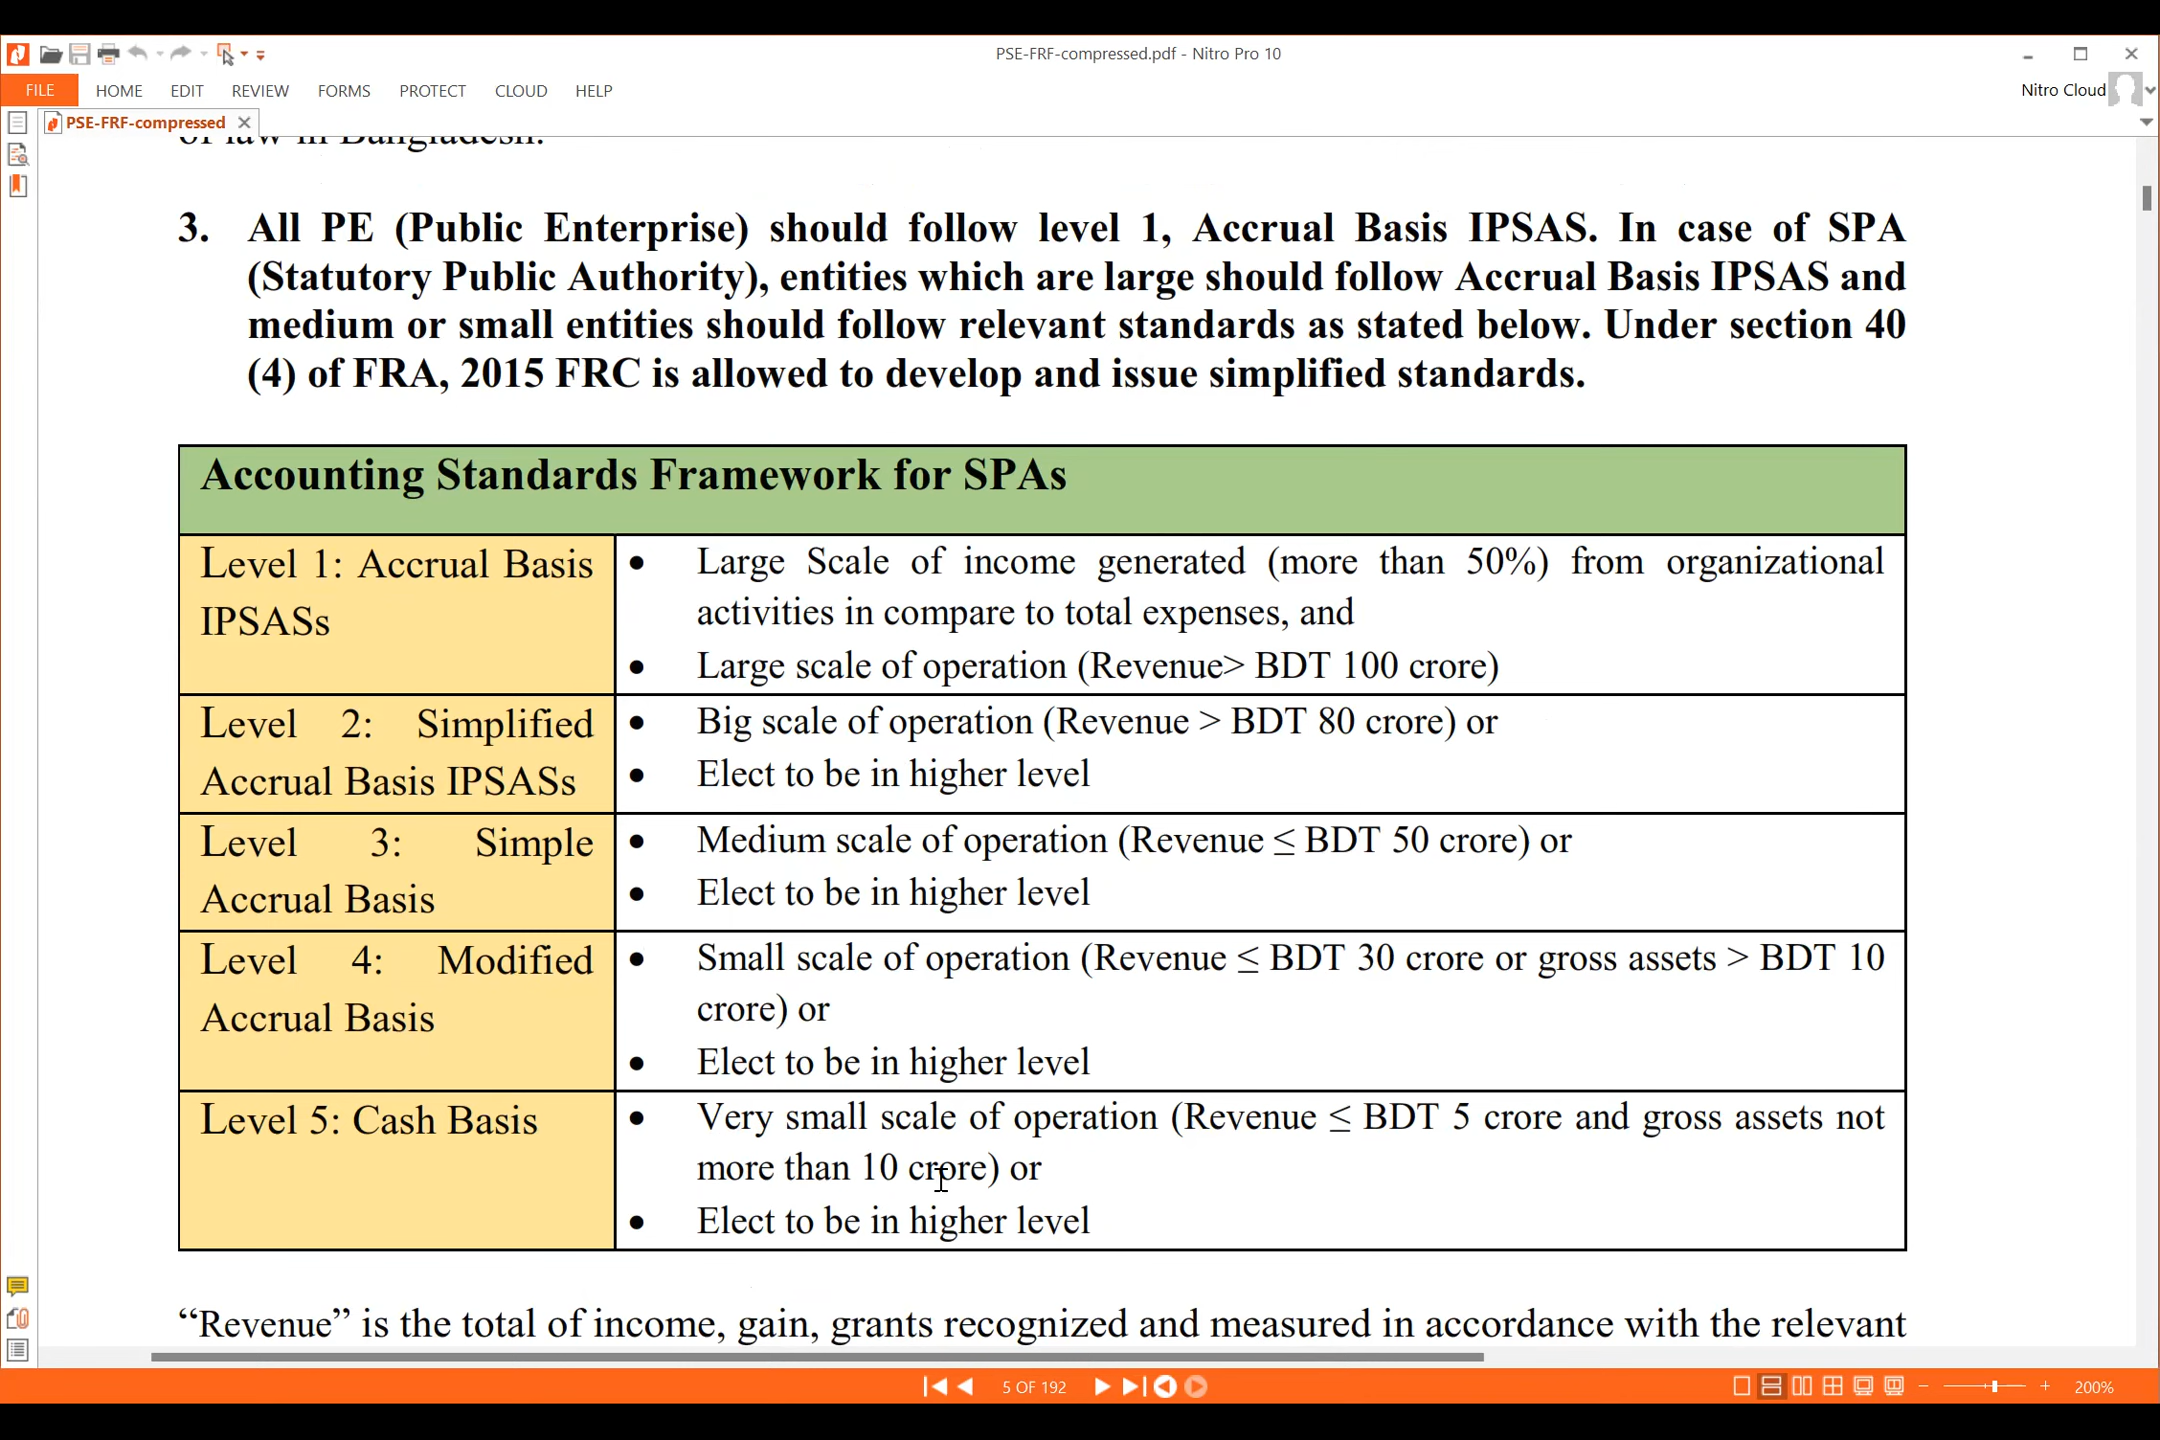 PSE-FRF-compressed.pdf - Nitro Pro 10
FILE HOME EDIT REVIEW FORMS PROTECT CLOUD HELP
Nitro Cloud
PSE-FRF-compressed
of law in Bangladesh.
3. All PE (Public Enterprise) should follow level 1, Accrual Basis IPSAS. In case of SPA
(Statutory Public Authority), entities which are large should follow Accrual Basis IPSAS and
medium or small entities should follow relevant standards as stated below. Under section 40
(4) of FRA, 2015 FRC is allowed to develop and issue simplified standards.
Accounting Standards Framework for SPAs
Level 1: Accrual Basis
IPSASs
• Large Scale of income generated (more than 50%) from organizational
activities in compare to total expenses, and
• Large scale of operation (Revenue> BDT 100 crore)
Level 2: Simplified
Accrual Basis IPSASs
• Big scale of operation (Revenue > BDT 80 crore) or
• Elect to be in higher level
Level 3: Simple
Accrual Basis
• Medium scale of operation (Revenue ≤ BDT 50 crore) or
• Elect to be in higher level
Level 4: Modified
Accrual Basis
• Small scale of operation (Revenue ≤ BDT 30 crore or gross assets > BDT 10
crore) or
• Elect to be in higher level
Level 5: Cash Basis
• Very small scale of operation (Revenue ≤ BDT 5 crore and gross assets not
more than 10 crore) or
• Elect to be in higher level
“Revenue” is the total of income, gain, grants recognized and measured in accordance with the relevant
5 OF 192
200%